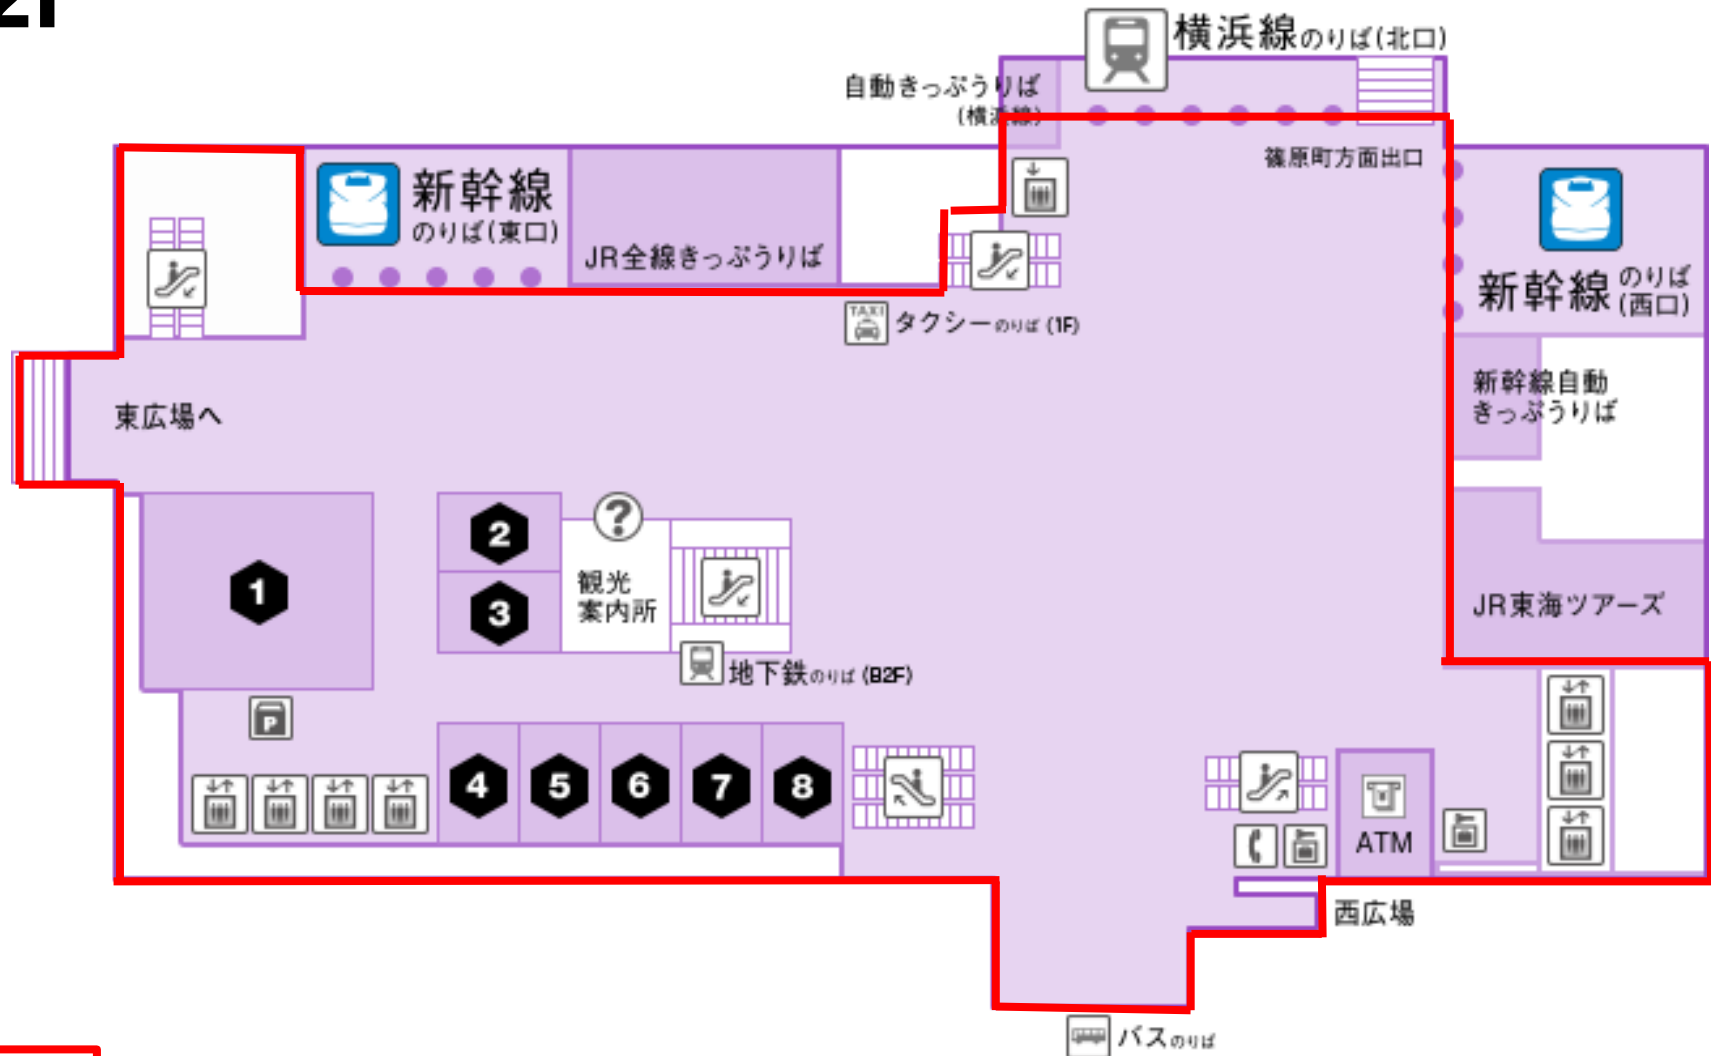 2F
横浜線のりば(北口)
自動きっぷうりば
(横浜線)
篠原町方面出口
新幹線
のりば(東口)
JR全線きっぷうりば
新幹線 のりば
(西口)
TAXI
タクシーのりば (1F)
新幹線自動
きっぷうりば
東広場へ
?
1
2
3
観光
案内所
JR東海ツアーズ
地下鉄のりば (B2F)
P
4 5 6 7 8
ATM
西広場
バスのりば